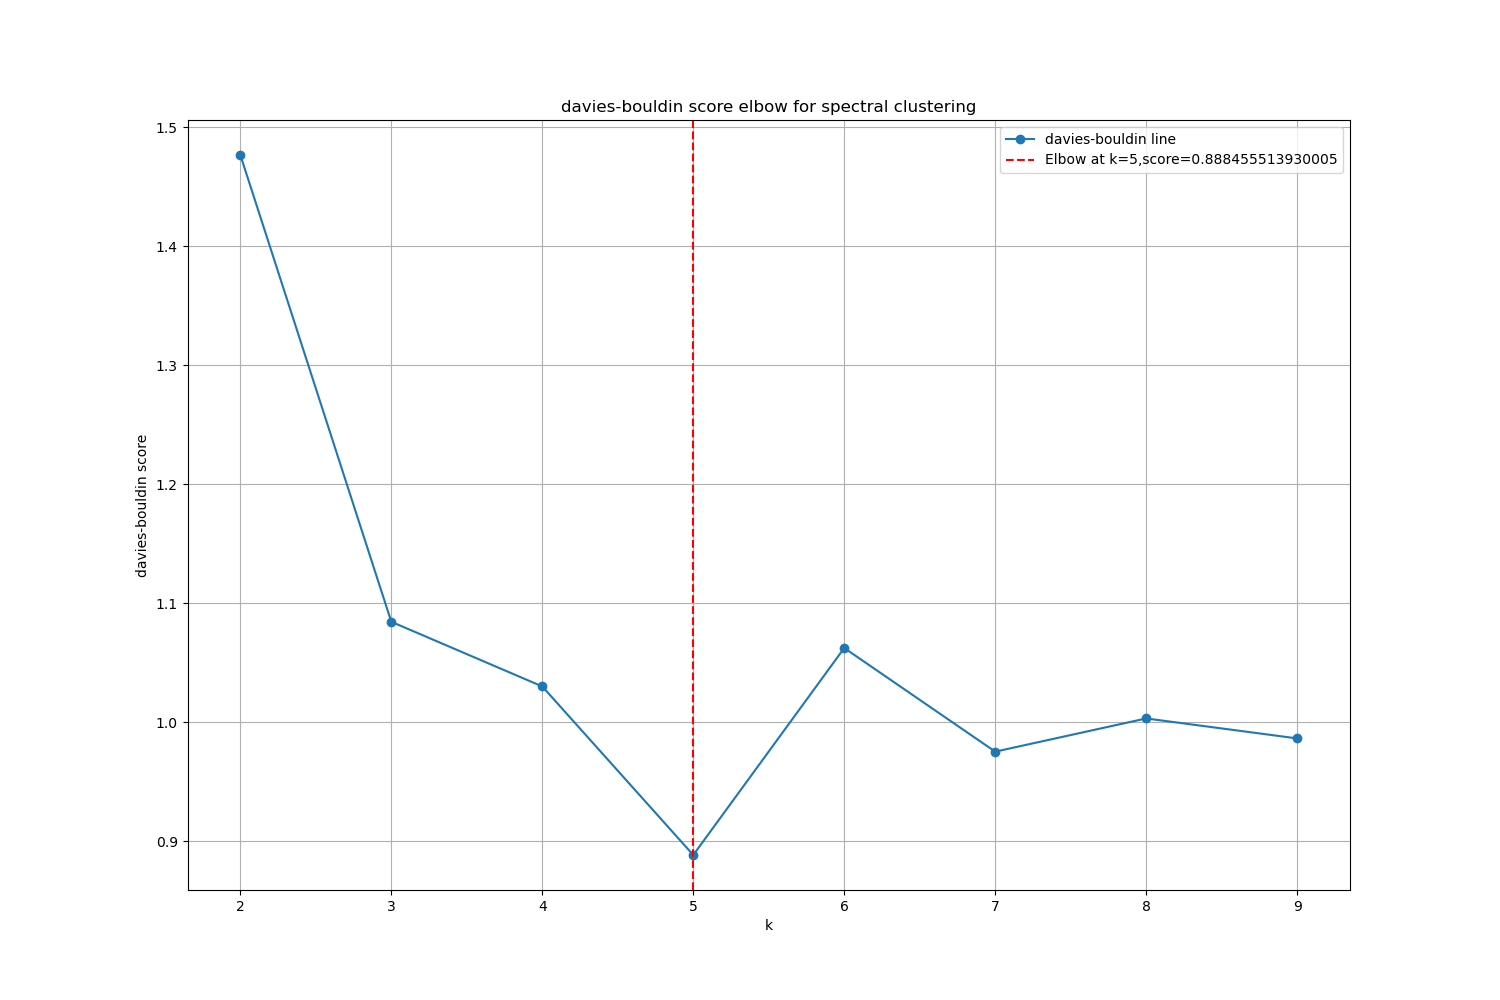 davies-bouldin score elbow for spectral clustering
davies-bouldin line
Elbow at k=5,score=0.888455513930005
davies-bouldin score
1.5
1.4
1.3
1.2
1.1
1.0
0.9
2 3 4 5 6 7 8 9
k